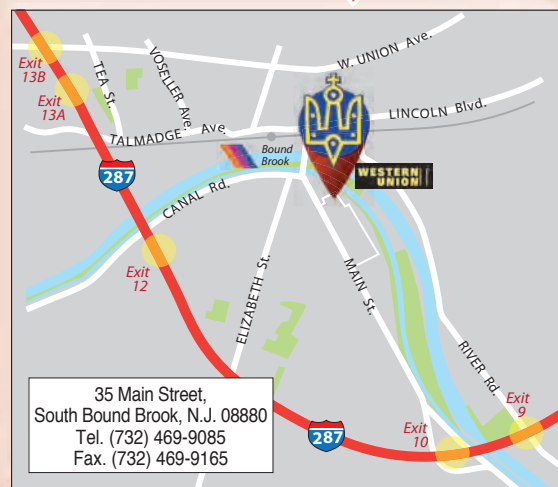 W. UNION Ave.
Exit
13B
VOSELLER Ave.
TEA St.
Exit
13A
LINCOLN Blvd.
TALMADGE Ave.
Bound
Brook
WESTERN
UNION
287
CANAL Rd.
Exit
12
ELIZABETH St.
MAIN St.
RIVER Rd.
35 Main Street,
South Bound Brook, N.J. 08880
Tel. (732) 469-9085
Fax. (732) 469-9165
287
Exit
10
Exit
9